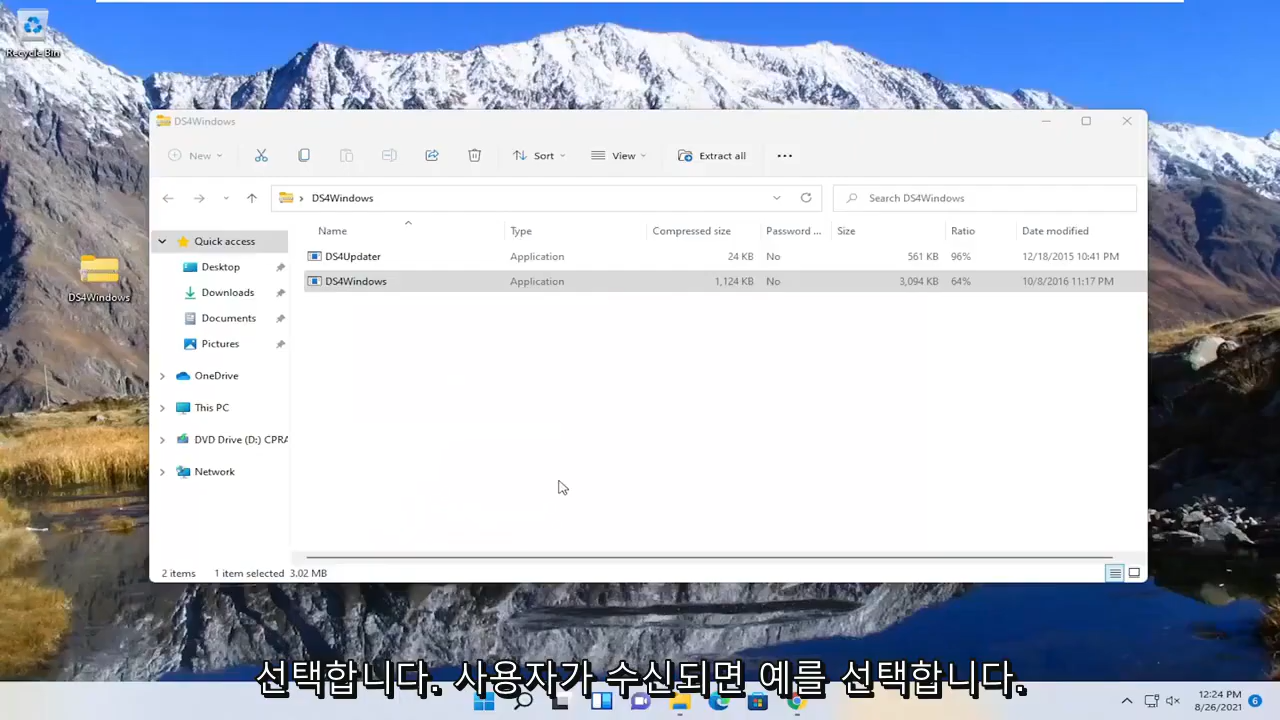 Recycle Bin
DS4Windows
DS4Windows
New
Sort
View
Extract all
DS4Windows
Search DS4Windows
Name Type Compressed size Password ... Size Ratio Date modified
DS4Updater Application 24 KB No 561 KB 96% 12/18/2015 10:41 PM
DS4Windows Application 1,124 KB No 3,094 KB 64% 10/8/2016 11:17 PM
Quick access
Desktop
Downloads
Documents
Pictures
OneDrive
This PC
DVD Drive (D:) CPRA
Network
2 items 1 item selected 3.02 MB
선택합니다. 사용자가 수신되면 예를 선택합니다.
12:24 PM
8/26/2021
6